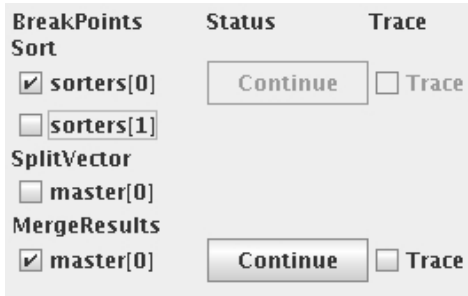 BreakPoints Status Trace
Sort
sorters[0] Continue Trace
sorters[1]
SplitVector
master[0]
MergeResults
master[0] Continue Trace